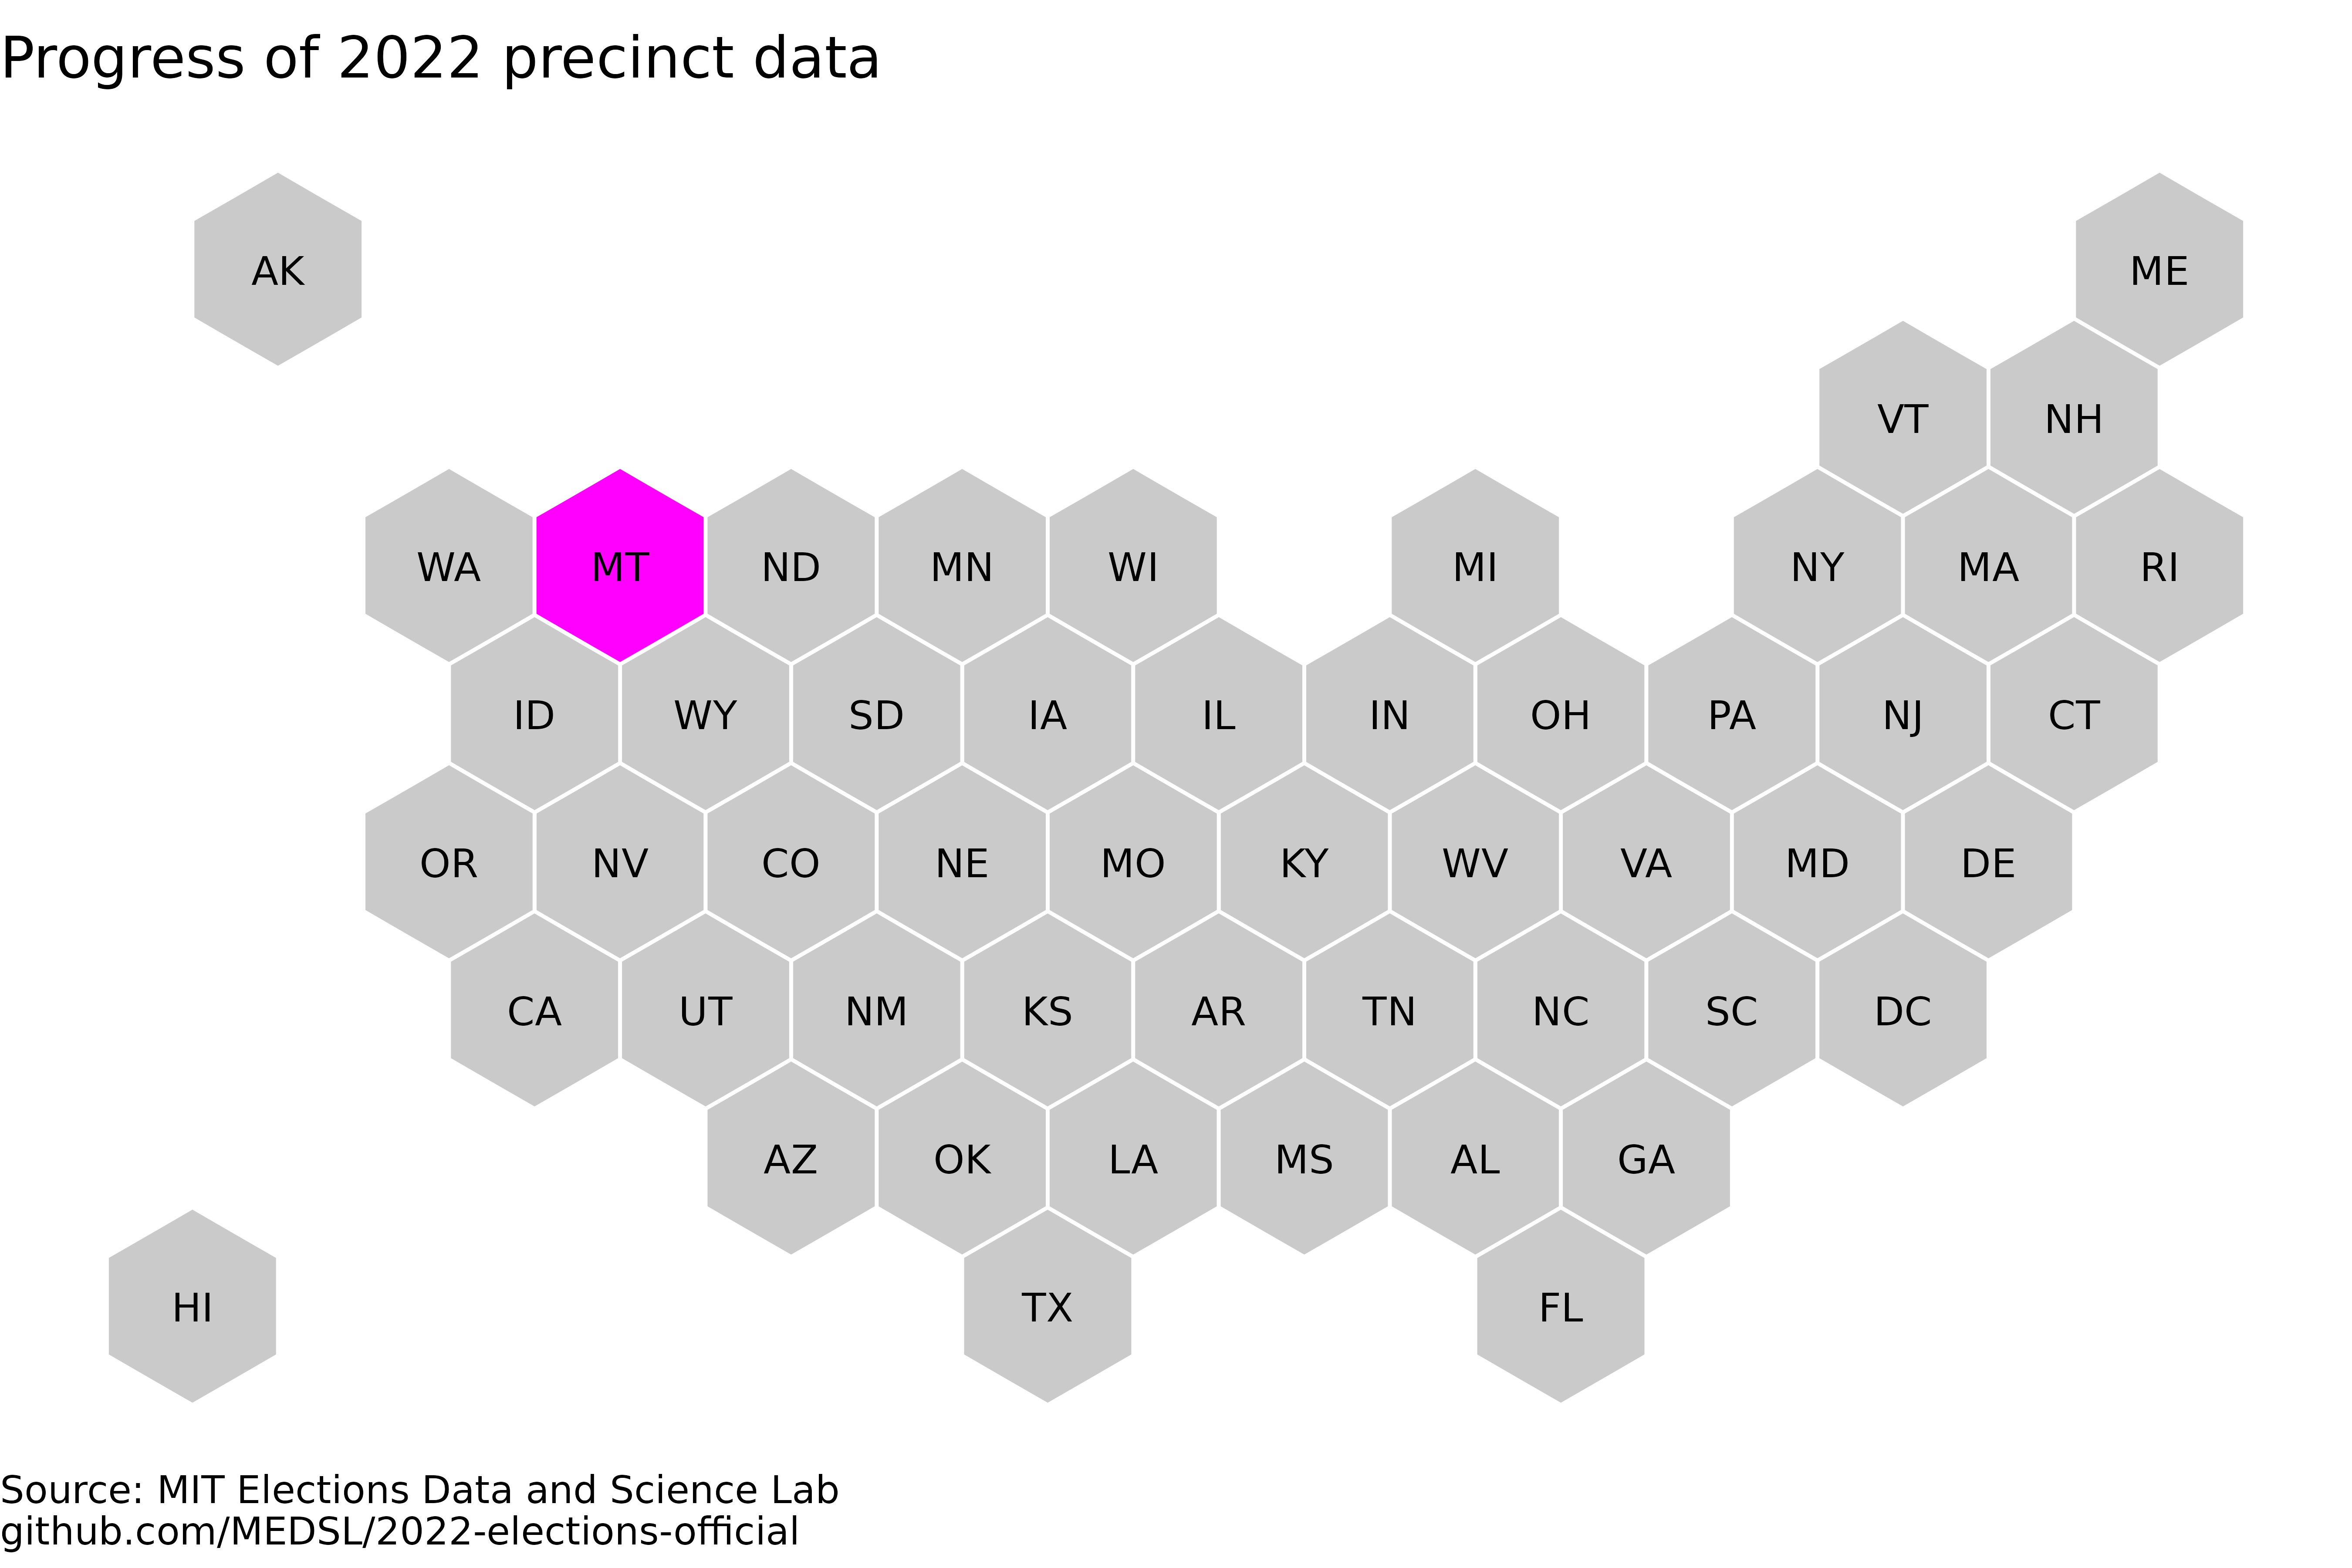 Progress of 2022 precinct data
AK
ME
VT
NH
WA
MT
ND
MN
WI
MI
NY
MA
RI
ID
WY
SD
IA
IL
IN
OH
PA
NJ
CT
OR
NV
CO
NE
MO
KY
WV
VA
MD
DE
CA
UT
NM
KS
AR
TN
NC
SC
DC
AZ
OK
LA
MS
AL
GA
HI
TX
FL
Source: MIT Elections Data and Science Lab
github.com/MEDSL/2022-elections-official